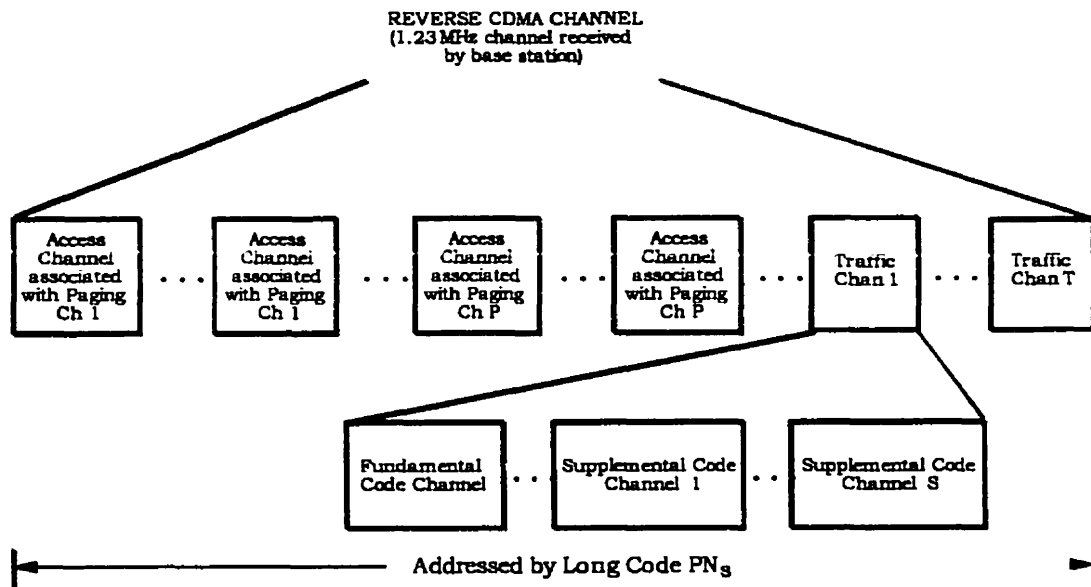 REVERSE CDMA CHANNEL
(1.23 MHz channel received
by base station)
Access
Channel
associated
with Paging
Ch 1
. . .
Access
Channel
associated
with Paging
Ch 1
. . .
Access
Channel
associated
with Paging
Ch P
. . .
Access
Channel
associated
with Paging
Ch P
. . .
Traffic
Chan 1
. . .
Traffic
Chan T
Fundamental
Code Channel
. . .
Supplemental Code
Channel 1
. . .
Supplemental Code
Channel S
Addressed by Long Code PNs